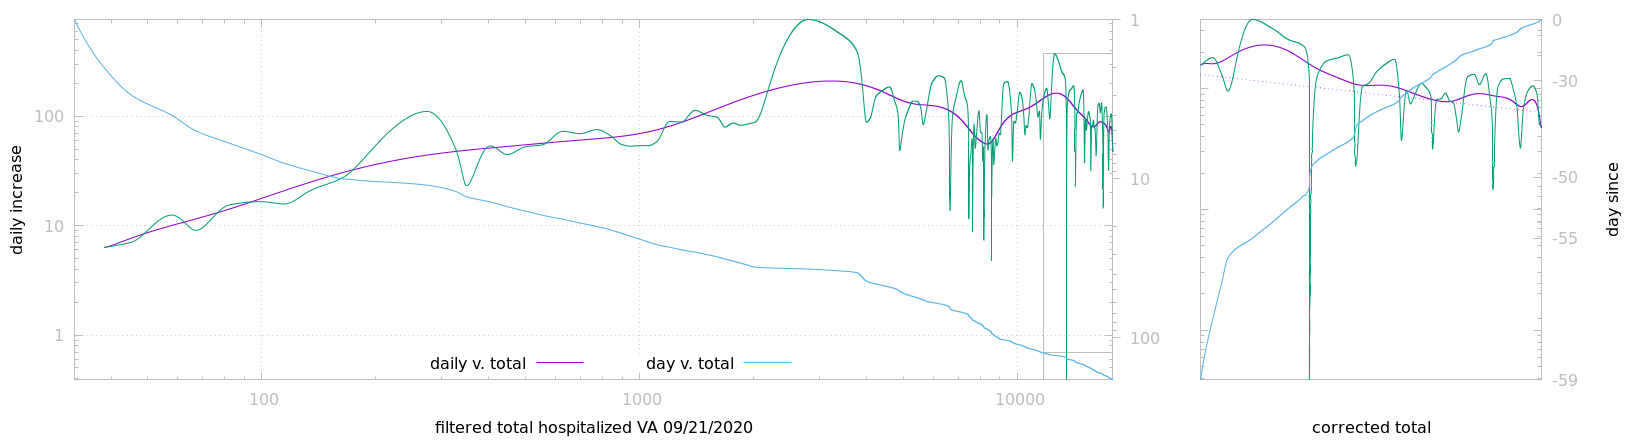 daily increase
100
10
1
daily v. total
day v. total
100
1000
10000
filtered total hospitalized VA 09/21/2020
1
10
100
0
-30
-50
-55
-59
day since
corrected total